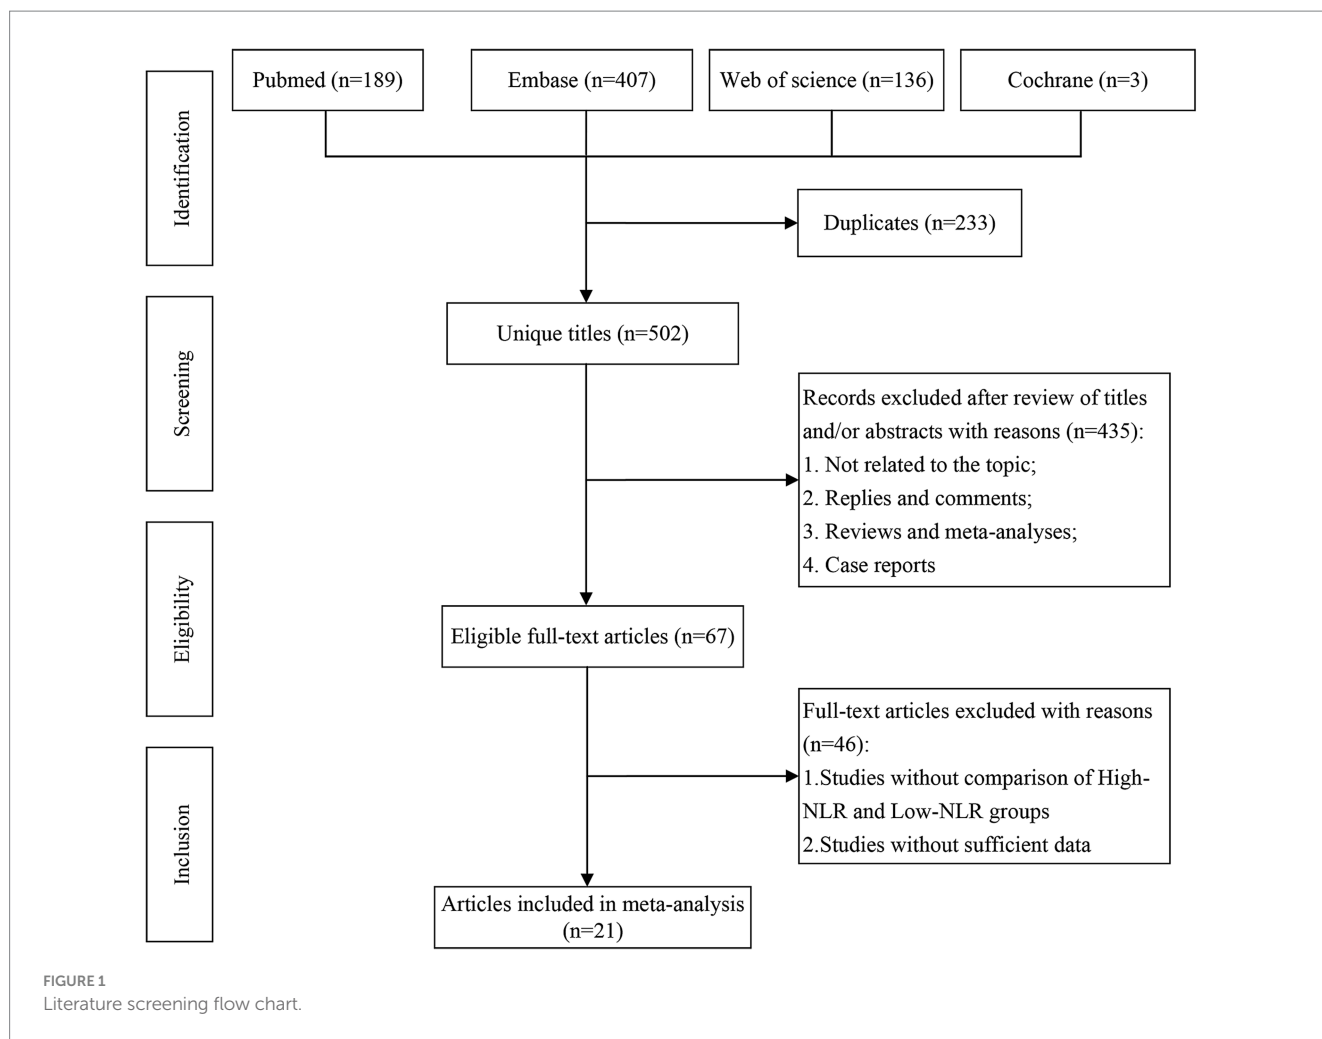 Pubmed (n=189)
Embase (n=407)
Web of science (n=136)
Cochrane (n=3)
Identification
Duplicates (n=233)
Screening
Unique titles (n=502)
Records excluded after review of titles
and/or abstracts with reasons (n=435):
1. Not related to the topic;
2. Replies and comments;
3. Reviews and meta-analyses;
4. Case reports
Eligibility
Eligible full-text articles (n=67)
Full-text articles excluded with reasons
(n=46):
1.Studies without comparison of High-
NLR and Low-NLR groups
2.Studies without sufficient data
Inclusion
Articles included in meta-analysis
(n=21)
FIGURE 1
Literature screening flow chart.